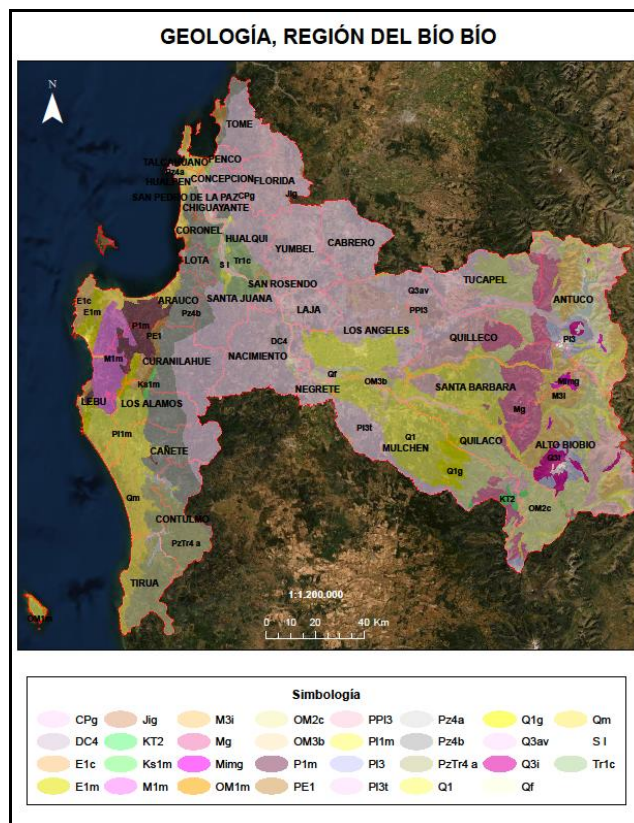 GEOLOGÍA, REGIÓN DEL BÍO BÍO
N
TOME
TALCAHUANO
PENCO
Pz4a
HUALPEN
CONCEPCION
FLORIDA
SAN PEDRO DE LA PAZ
CPg
Jig
CHIGUAYANTE
CORONEL
HUALQUI
YUMBEL
CABRERO
LOTA
S I
Tr1c
SAN ROSENDO
TUCAPEL
Q3av
ANTUCO
E1c
E1m
ARAUCO
SANTA JUANA
LAJA
PPl3
Pz4b
P1m
LOS ANGELES
QUILLECO
Pl3
PE1
DC4
M1m
CURANILAHUE
NACIMIENTO
Ks1m
Qf
OM3b
SANTA BARBARA
Mimg
M3i
LEBU
LOS ALAMOS
NEGRETE
Mg
Pl1m
Pl3t
Q1
QUILACO
ALTO BIOBIO
CAÑETE
MULCHEN
Q3i
Q1g
Qm
KT2
OM2c
CONTULMO
PzTr4 a
TIRUA
1:1.200.000
OM1m
0 10 20 40 Km
Simbología
CPg Jig M3i OM2c PPl3 Pz4a Q1g Qm
DC4 KT2 Mg OM3b Pl1m Pz4b Q3av S I
E1c Ks1m Mimg P1m Pl3 PzTr4 a Q3i Tr1c
E1m M1m OM1m PE1 Pl3t Q1 Qf